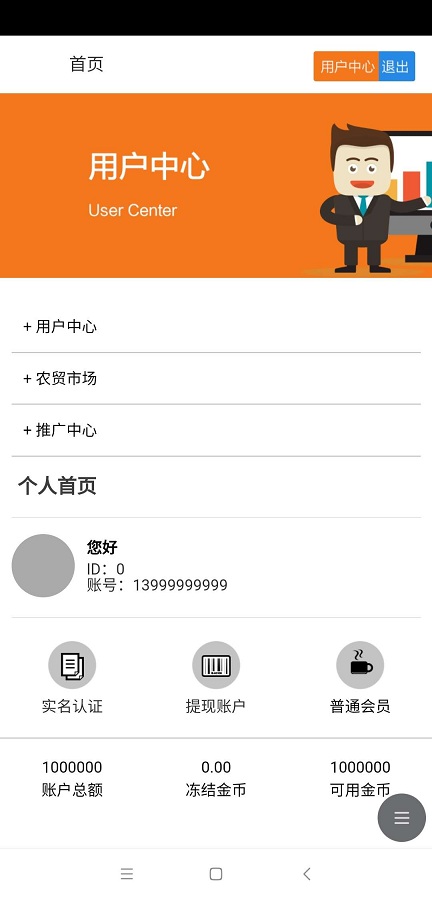 首页
用户中心 退出
用户中心
User Center
+ 用户中心
+ 农贸市场
+ 推广中心
个人首页
您好
ID：0
账号：13999999999
实名认证 提现账户 普通会员
1000000 0.00 1000000
账户总额 冻结金币 可用金币